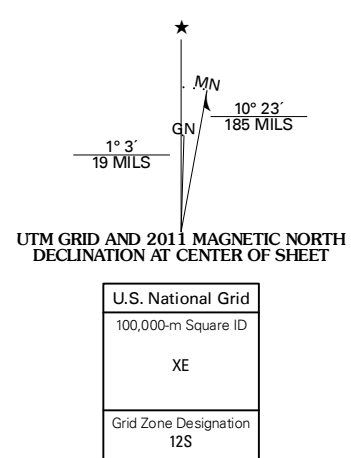 ★
MN
10° 23´
185 MILS
GN
1° 3´
19 MILS
UTM GRID AND 2011 MAGNETIC NORTH
DECLINATION AT CENTER OF SHEET
U.S. National Grid
100,000-m Square ID
XE
Grid Zone Designation
12S